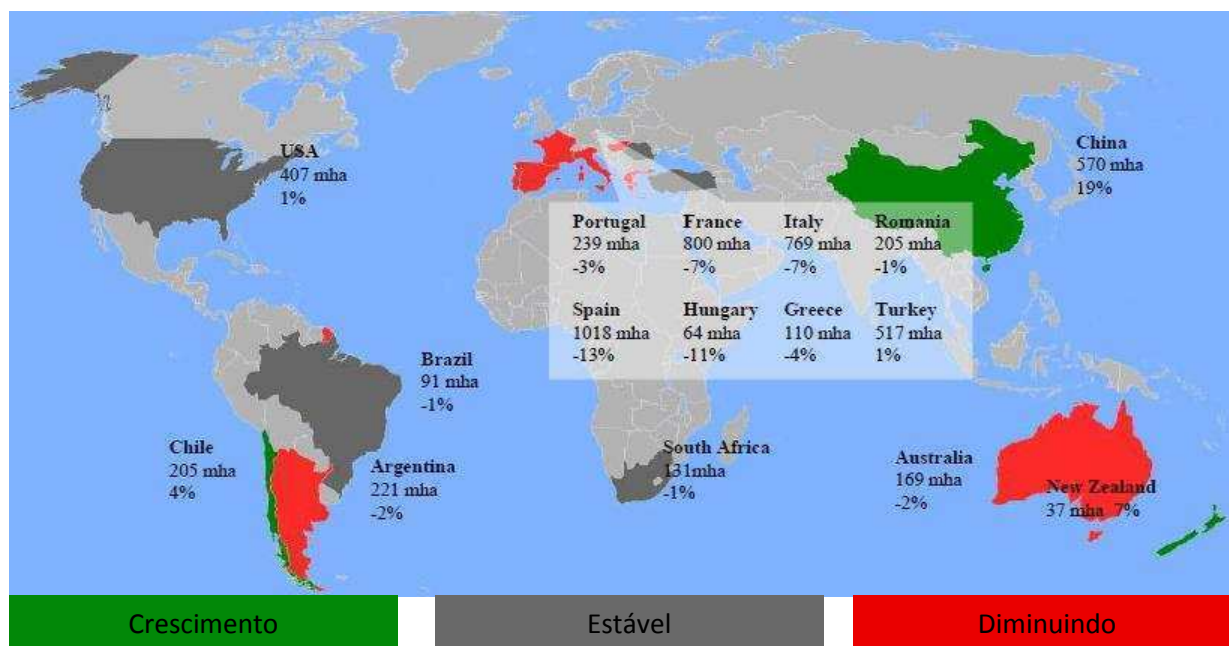 USA
407 mha
1%
China
570 mha
19%
Portugal
239 mha
-3%
France
800 mha
-7%
Italy
769 mha
-7%
Romania
205 mha
-1%
Spain
1018 mha
-13%
Hungary
64 mha
-11%
Greece
110 mha
-4%
Turkey
517 mha
1%
Brazil
91 mha
-1%
Chile
205 mha
4%
Argentina
221 mha
-2%
South Africa
131mha
-1%
Australia
169 mha
-2%
New Zealand
37 mha 7%
Crescimento
Estável
Diminuindo